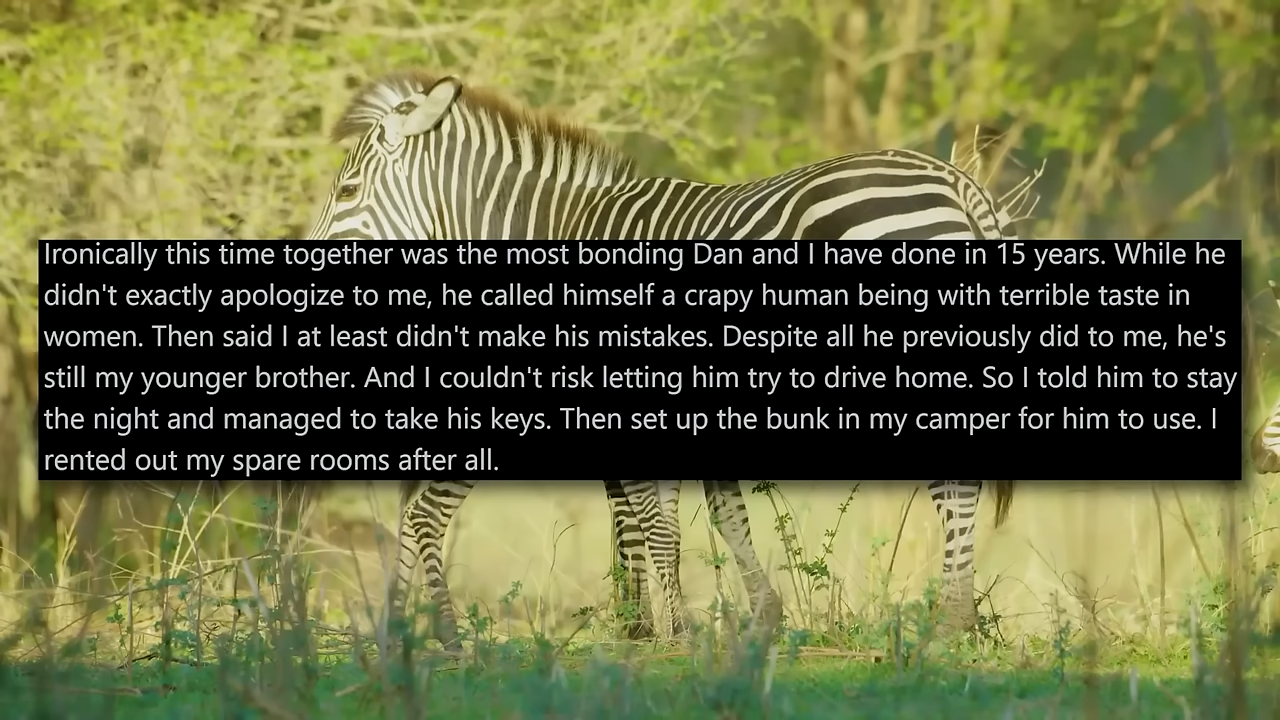 Ironically this time together was the most bonding Dan and I have done in 15 years. While he
didn't exactly apologize to me, he called himself a crapy human being with terrible taste in
women. Then said I at least didn't make his mistakes. Despite all he previously did to me, he's
still my younger brother. And I couldn't risk letting him try to drive home. So I told him to stay
the night and managed to take his keys. Then set up the bunk in my camper for him to use. I
rented out my spare rooms after all.